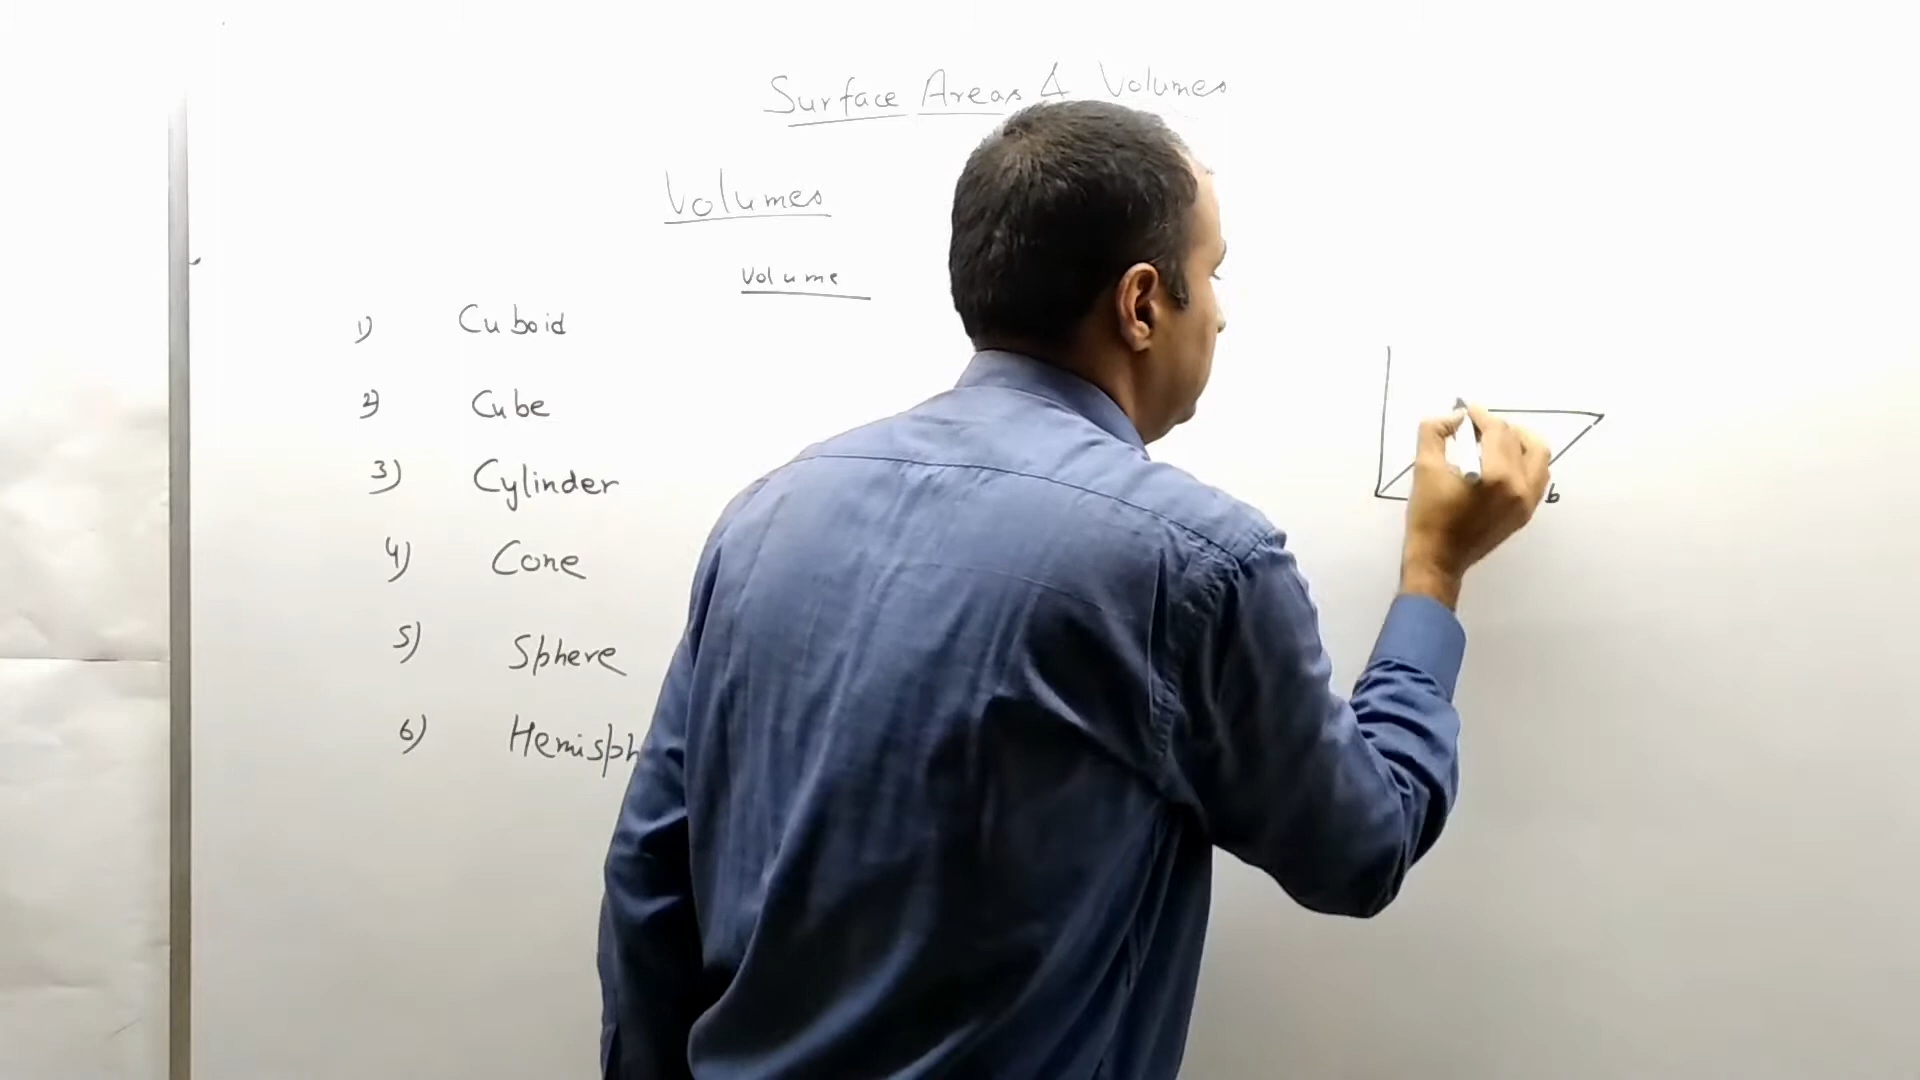 Surface Areas & Volumes
Volumes
Volume
1) Cuboid
2) Cube
3) Cylinder
4) Cone
5) Sphere
6) Hemisph
b